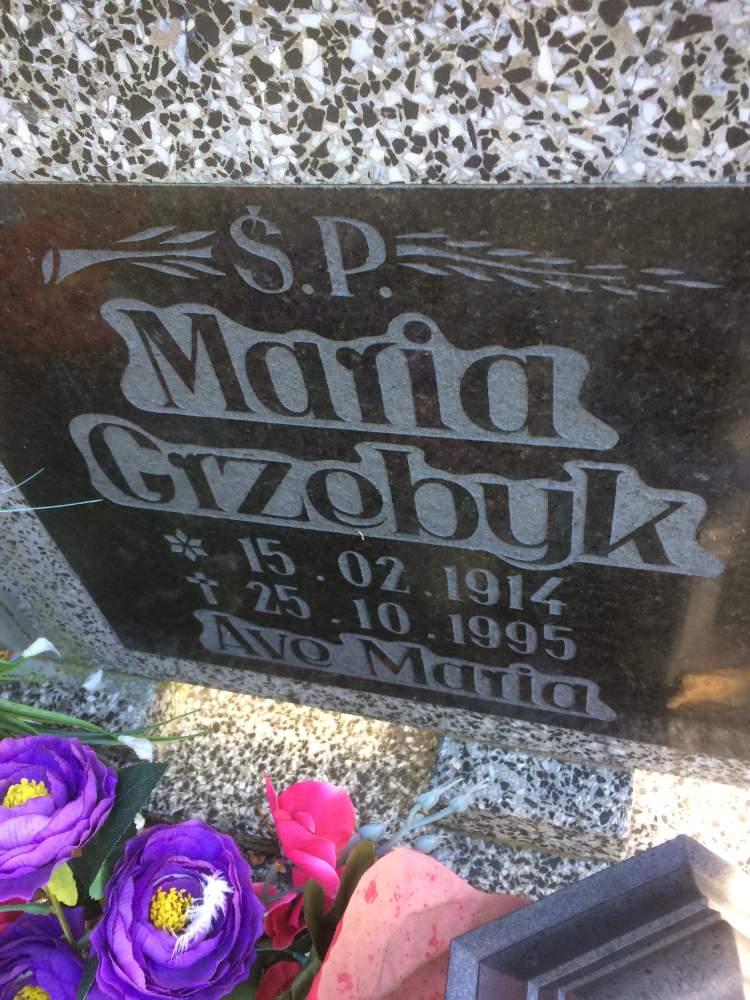 Ś.P.
Maria
Grzebyk
* 15.02.1914
† 25.10.1995
Ave Maria